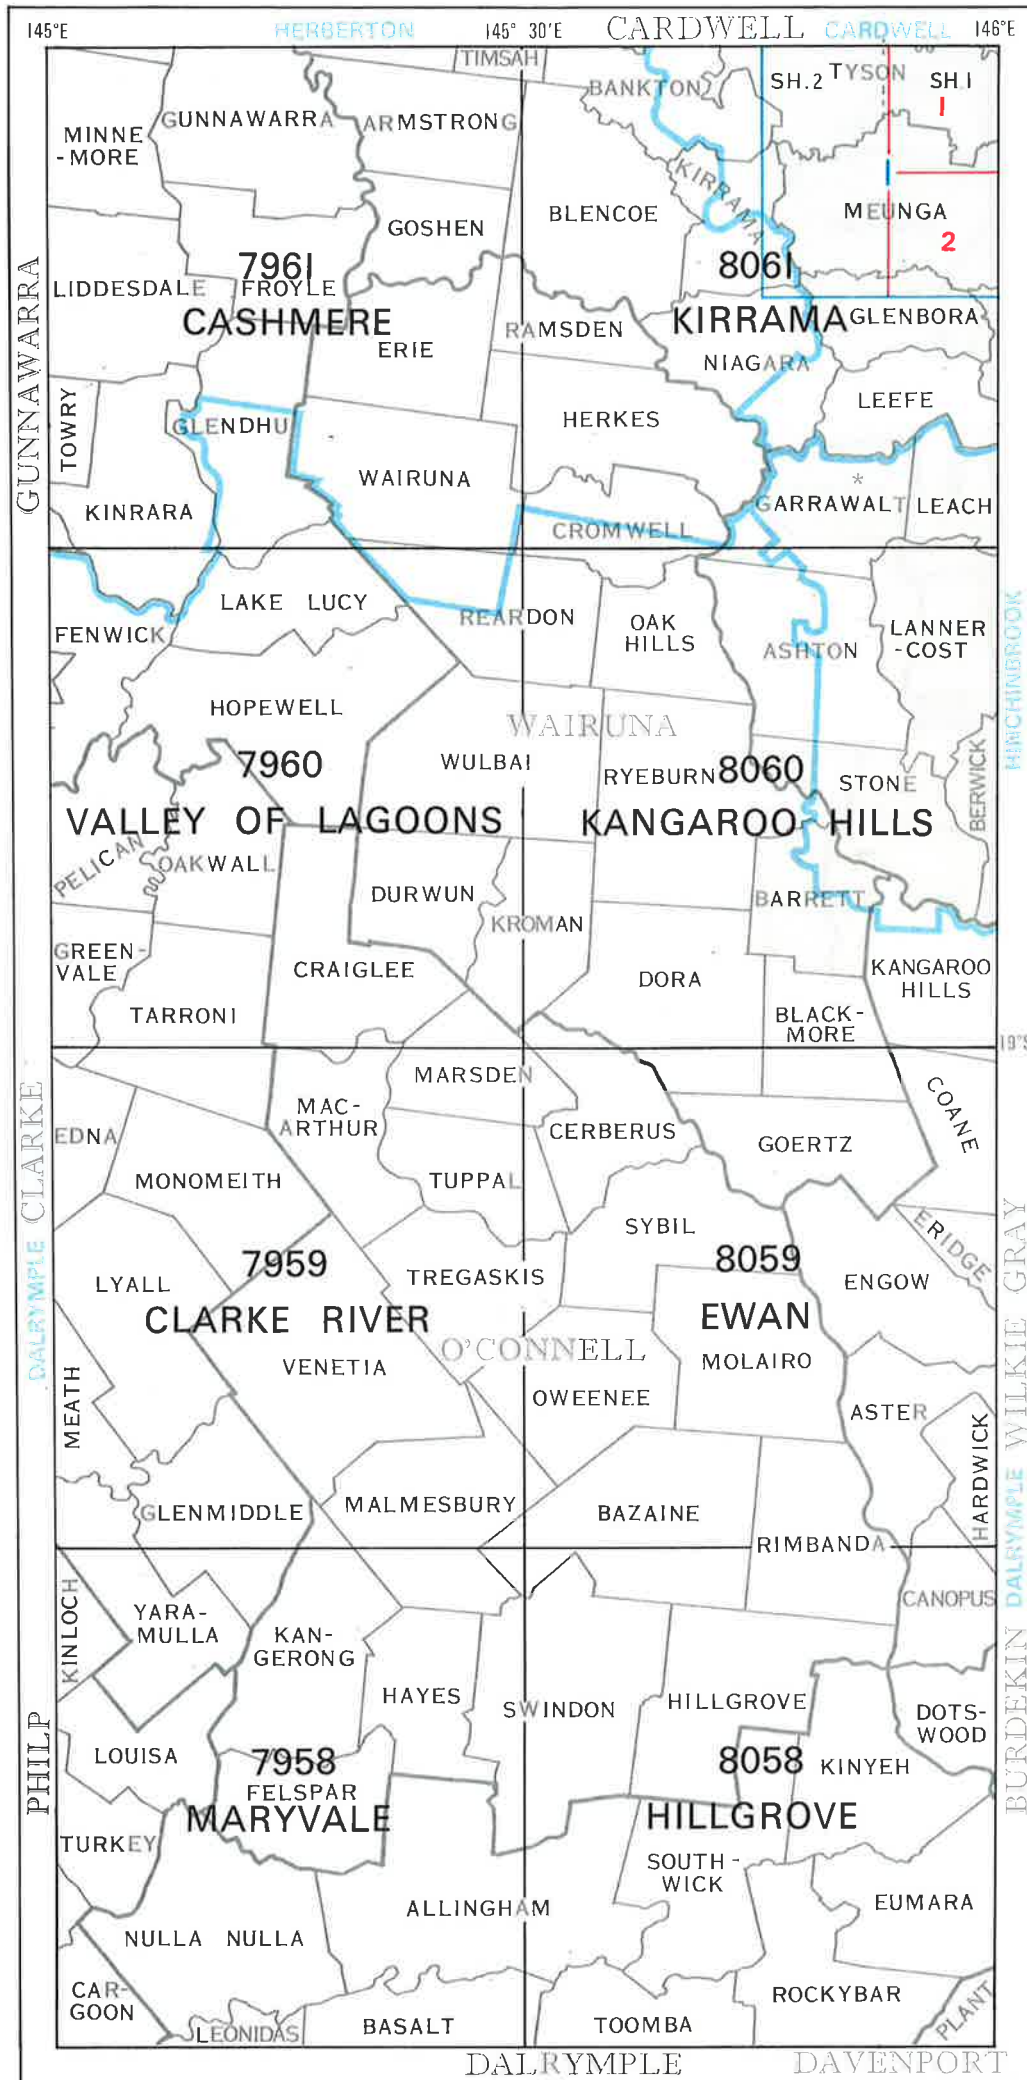 145°E
HERBERTON
145° 30'E
CARDWELL
CARDWELL
146°E
TIMSAH
BANKTON
SH.2
TYSON
SH.1
1
GUNNAWARRA
ARMSTRONG
MINNE
-MORE
KIRRAMA
GOSHEN
BLENCOE
MEUNGA
2
7961
8061
LIDDESDALE
FROYLE
CASHMERE
KIRRAMA
GLENBORA
RAMSDEN
ERIE
NIAGARA
GUNNAWARRA
TOWRY
GLENDHU
HERKES
LEEFE
WAIRUNA
*
GARRAWALT
LEACH
KINRARA
CROMWELL
LAKE LUCY
REARDON
OAK
HILLS
FENWICK
ASHTON
LANNER
-COST
HINCHINBROOK
HOPEWELL
WAIRUNA
7960
WULBAI
RYEBURN
8060
STONE
BERWICK
VALLEY OF LAGOONS
KANGAROO HILLS
PELICAN
OAKWALL
DURWUN
KROMAN
BARRETT
GREEN-
VALE
CRAIGLEE
DORA
KANGAROO
HILLS
TARRONI
BLACK-
MORE
19°S
MARSDEN
MAC-
ARTHUR
COANE
EDNA
CERBERUS
GOERTZ
CLARKE
MONOMEITH
TUPPAL
SYBIL
ERIDGE
7959
8059
LYALL
TREGASKIS
ENGOW
DALRYMPLE
CLARKE RIVER
EWAN
WILKIE GRAY
O'CONNELL
VENETIA
MOLAIRO
MEATH
OWEENEE
ASTER
HARDWICK
DALRYMPLE
MALMESBURY
BAZAINE
GLENMIDDLE
RIMBANDA
KINLOCH
CANOPUS
YARA-
MULLA
KAN-
GERONG
BURDEKIN
HAYES
SWINDON
HILLGROVE
DOTS-
WOOD
PHILP
LOUISA
7958
8058
KINYEH
FELSPAR
MARYVALE
HILLGROVE
TURKEY
SOUTH-
WICK
ALLINGHAM
EUMARA
NULLA NULLA
CAR-
GOON
ROCKYBAR
LEONIDAS
BASALT
TOOMBA
PLANT
DALRYMPLE
DAVENPORT